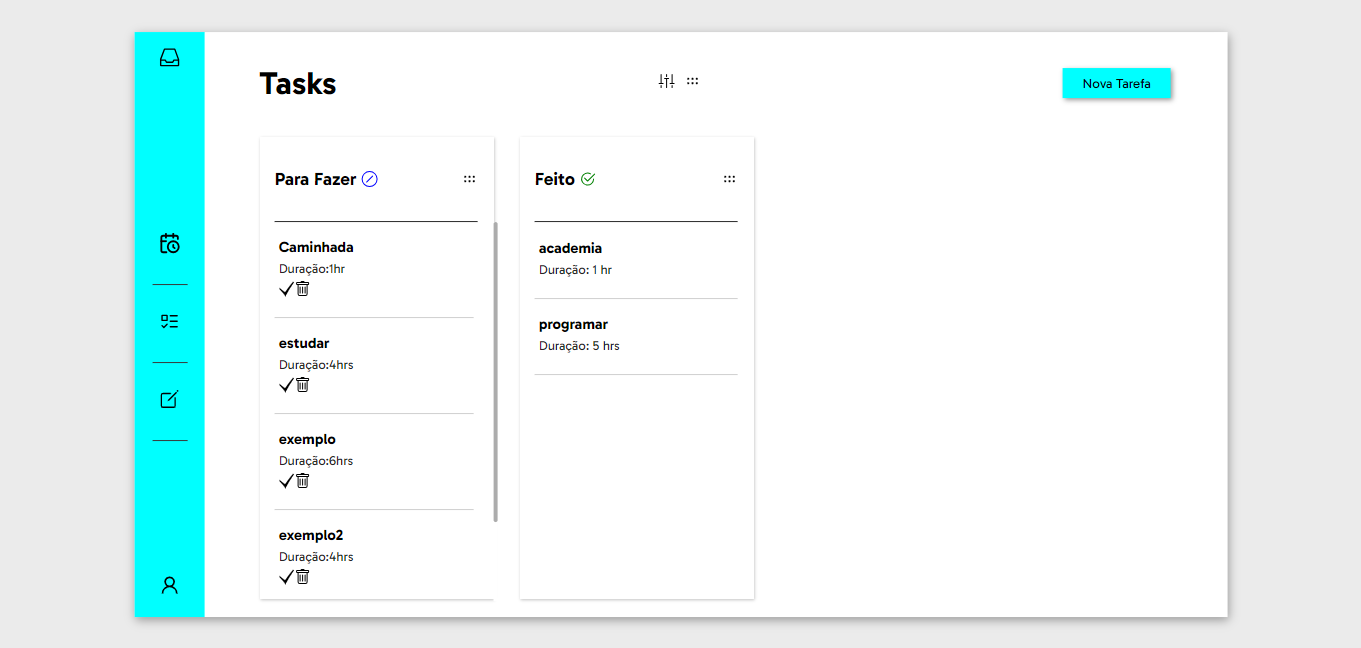 Tasks
Nova Tarefa
Para Fazer
Caminhada
Duração:1hr
estudar
Duração:4hrs
exemplo
Duração:6hrs
exemplo2
Duração:4hrs
Feito
academia
Duração: 1 hr
programar
Duração: 5 hrs